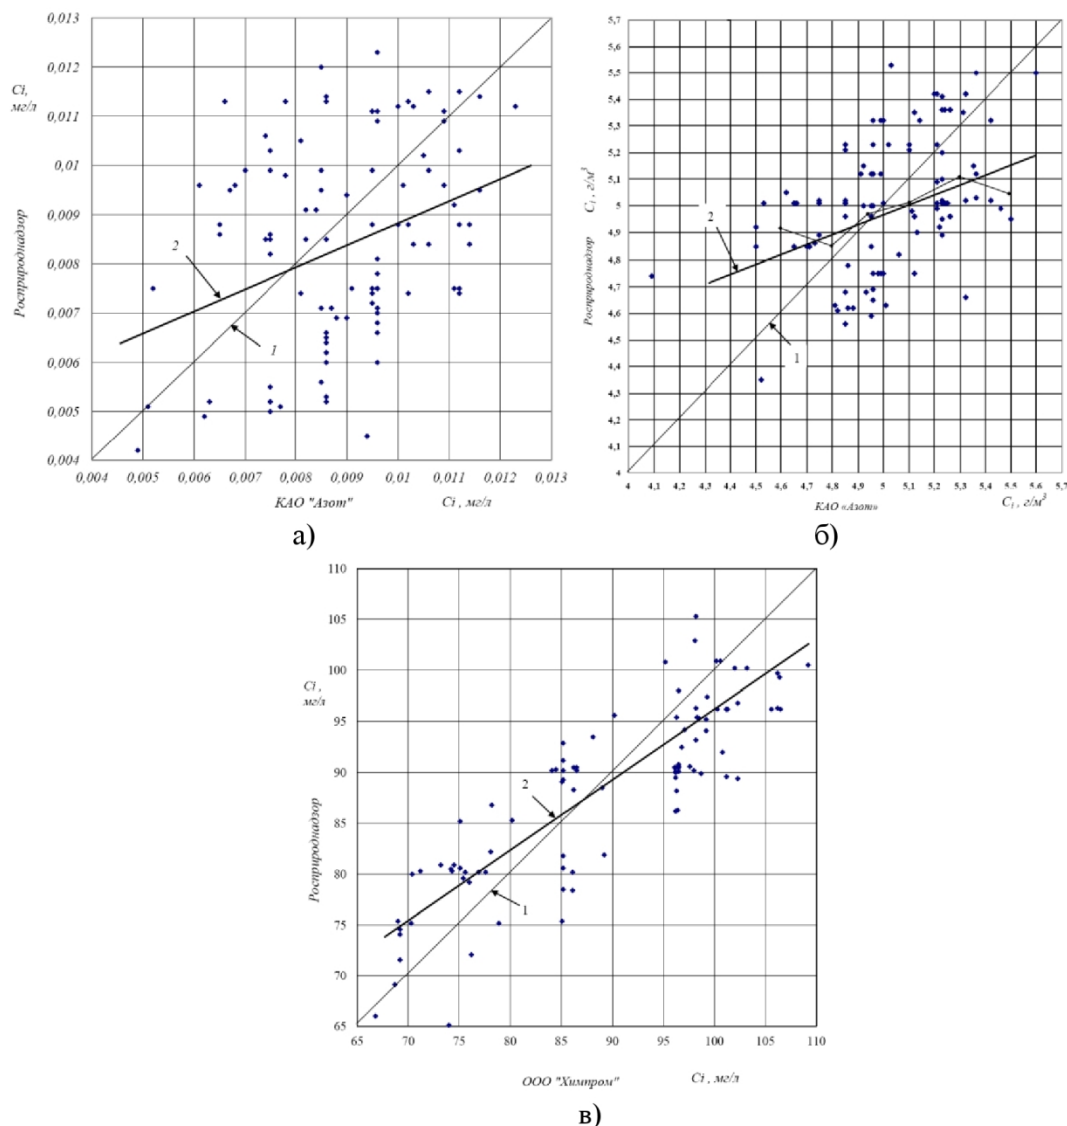 0,013
0,012
0,011
0,01
0,009
0,008
0,007
0,006
0,005
0,004
Ci,
мг/л
Росприроднадзор
2
1
0,004 0,005 0,006 0,007 0,008 0,009 0,01 0,011 0,012 0,013
КАО "Азот" Ci , мг/л
а)
5,7
5,6
5,5
5,4
5,3
5,2
5,1
5
4,9
4,8
4,7
4,6
4,5
4,4
4,3
4,2
4,1
4
Ci , г/м³
Росприроднадзор
2
1
4 4,1 4,2 4,3 4,4 4,5 4,6 4,7 4,8 4,9 5 5,1 5,2 5,3 5,4 5,5 5,6 5,7
КАО «Азот» Ci , г/м³
б)
110
105
100
95
90
85
80
75
70
65
Ci ,
мг/л
Росприроднадзор
2
1
65 70 75 80 85 90 95 100 105 110
ООО "Химпром" Ci , мг/л
в)